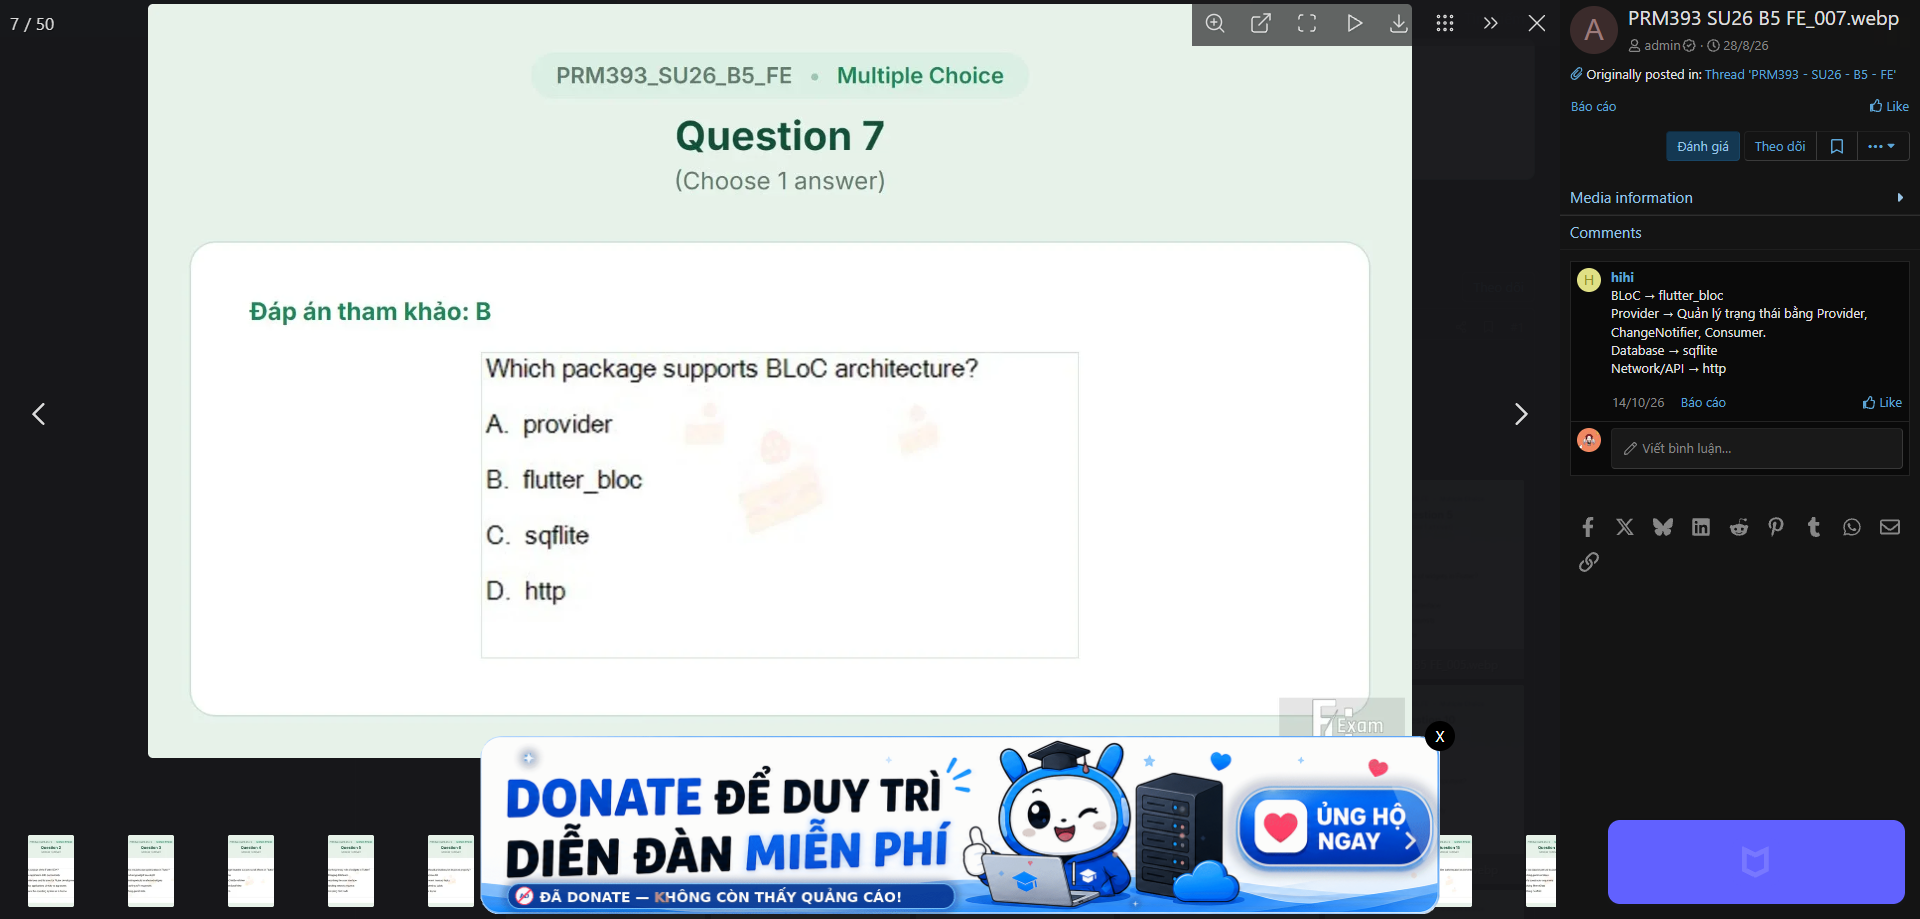 7 / 50
PRM393_SU26_B5_FE • Multiple Choice
Question 7
(Choose 1 answer)
Đáp án tham khảo: B
Which package supports BLoC architecture?
A. provider
B. flutter_bloc
C. sqflite
D. http
Exam
X
DONATE ĐỂ DUY TRÌ
DIỄN ĐÀN MIỄN PHÍ
ĐÃ DONATE — KHÔNG CÒN THẤY QUẢNG CÁO!
ỦNG HỘ
NGAY
A
PRM393 SU26 B5 FE_007.webp
admin · 28/8/26
Originally posted in: Thread 'PRM393 - SU26 - B5 - FE'
Báo cáo
Like
Đánh giá
Theo dõi
Media information
Comments
H
hihi
BLoC → flutter_bloc
Provider → Quản lý trạng thái bằng Provider,
ChangeNotifier, Consumer.
Database → sqflite
Network/API → http
14/10/26 Báo cáo
Like
Viết bình luận...